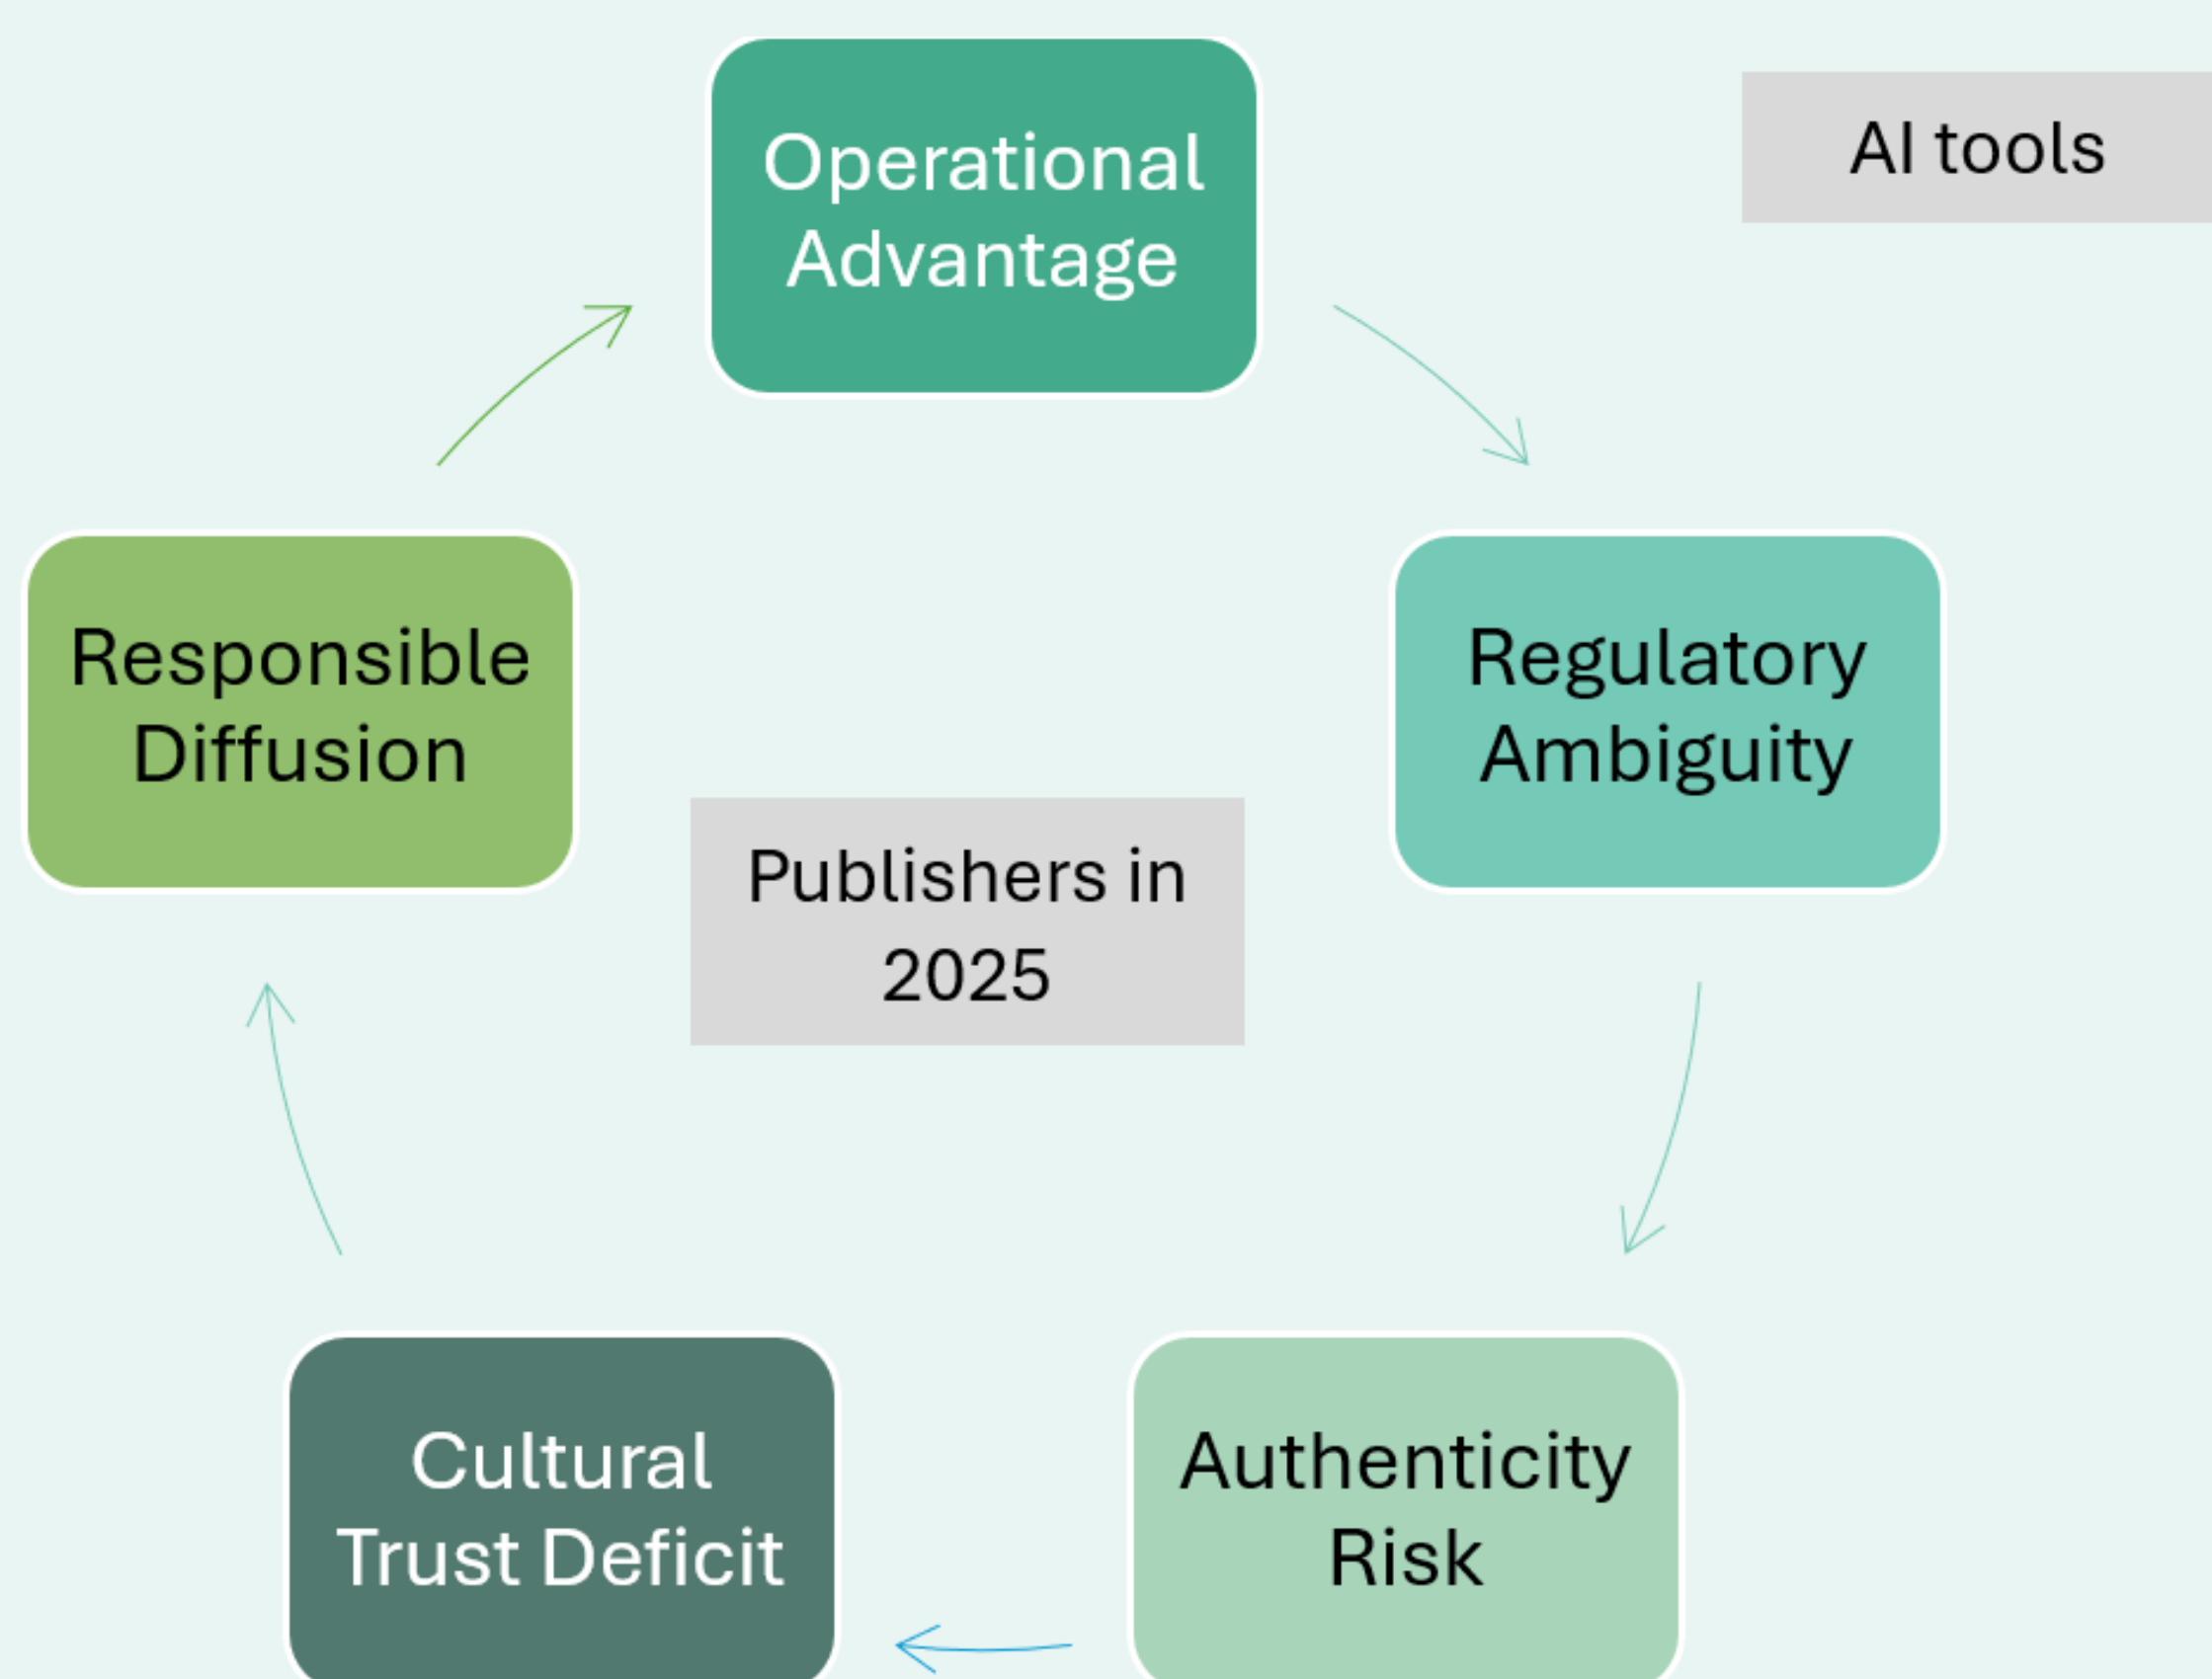 Operational
Advantage
AI tools
Responsible
Diffusion
Regulatory
Ambiguity
Publishers in
2025
Cultural
Trust Deficit
Authenticity
Risk